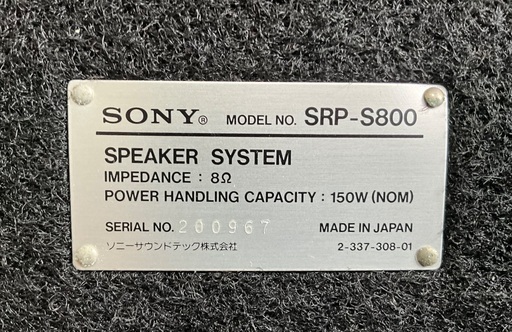 SONY® MODEL NO. SRP-S800
SPEAKER SYSTEM
IMPEDANCE : 8Ω
POWER HANDLING CAPACITY : 150W (NOM)
SERIAL NO. 200967 MADE IN JAPAN
ソニーサウンドテック株式会社 2-337-308-01